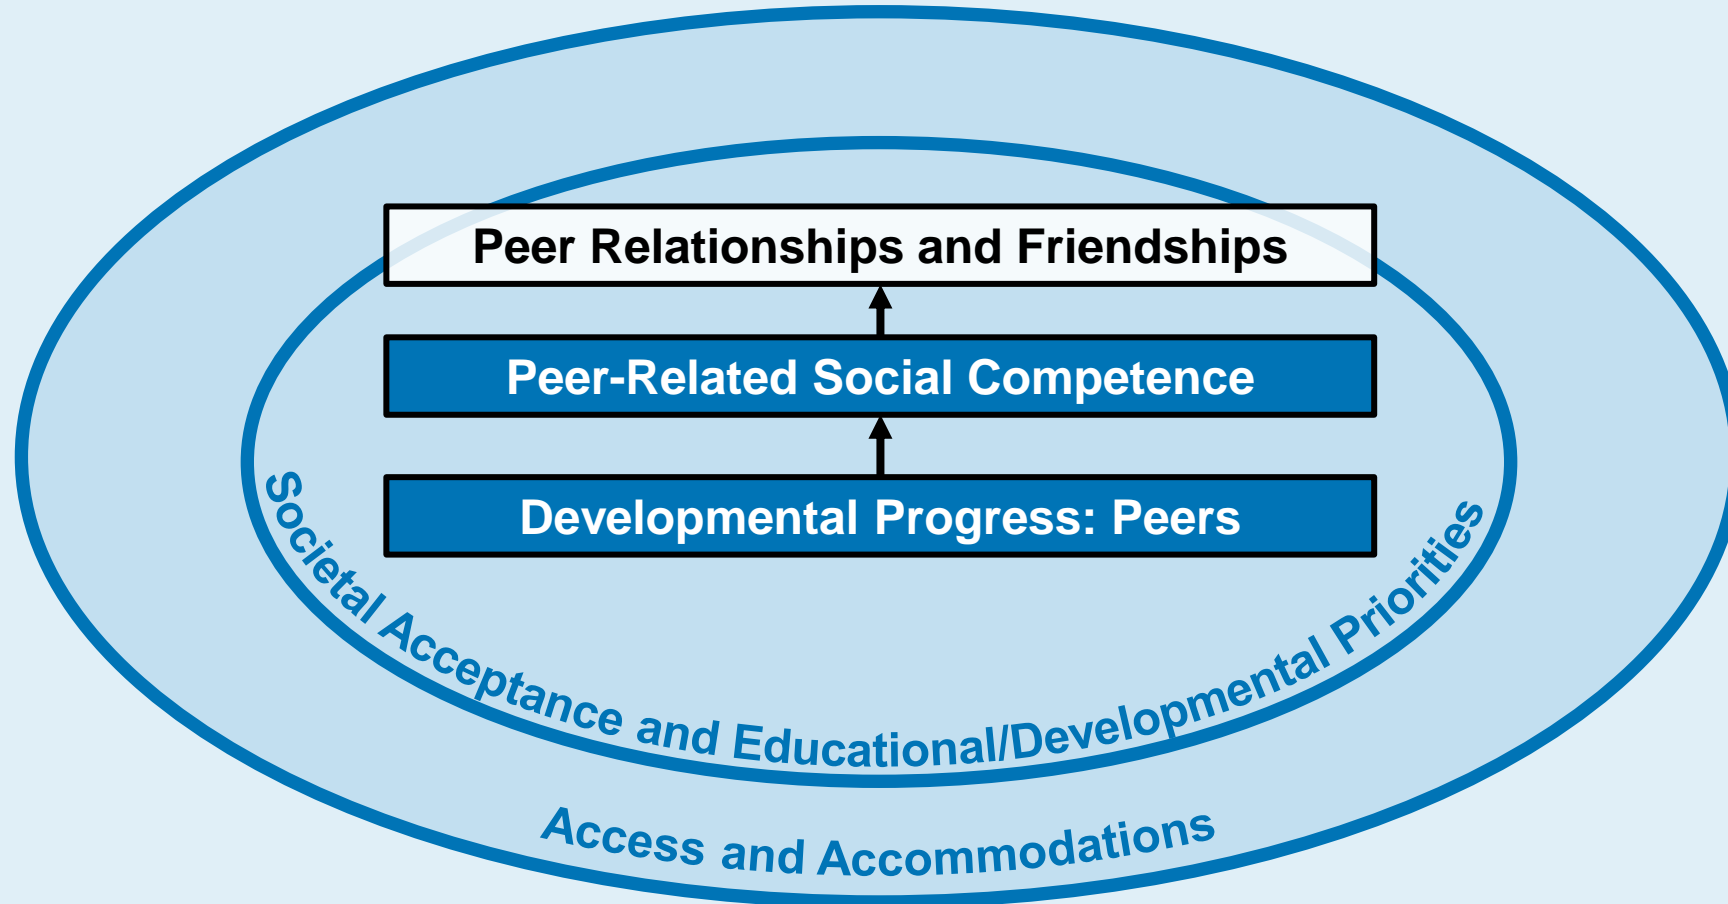 Peer Relationships and Friendships
Peer-Related Social Competence
Developmental Progress: Peers
Societal Acceptance and Educational/Developmental Priorities
Access and Accommodations